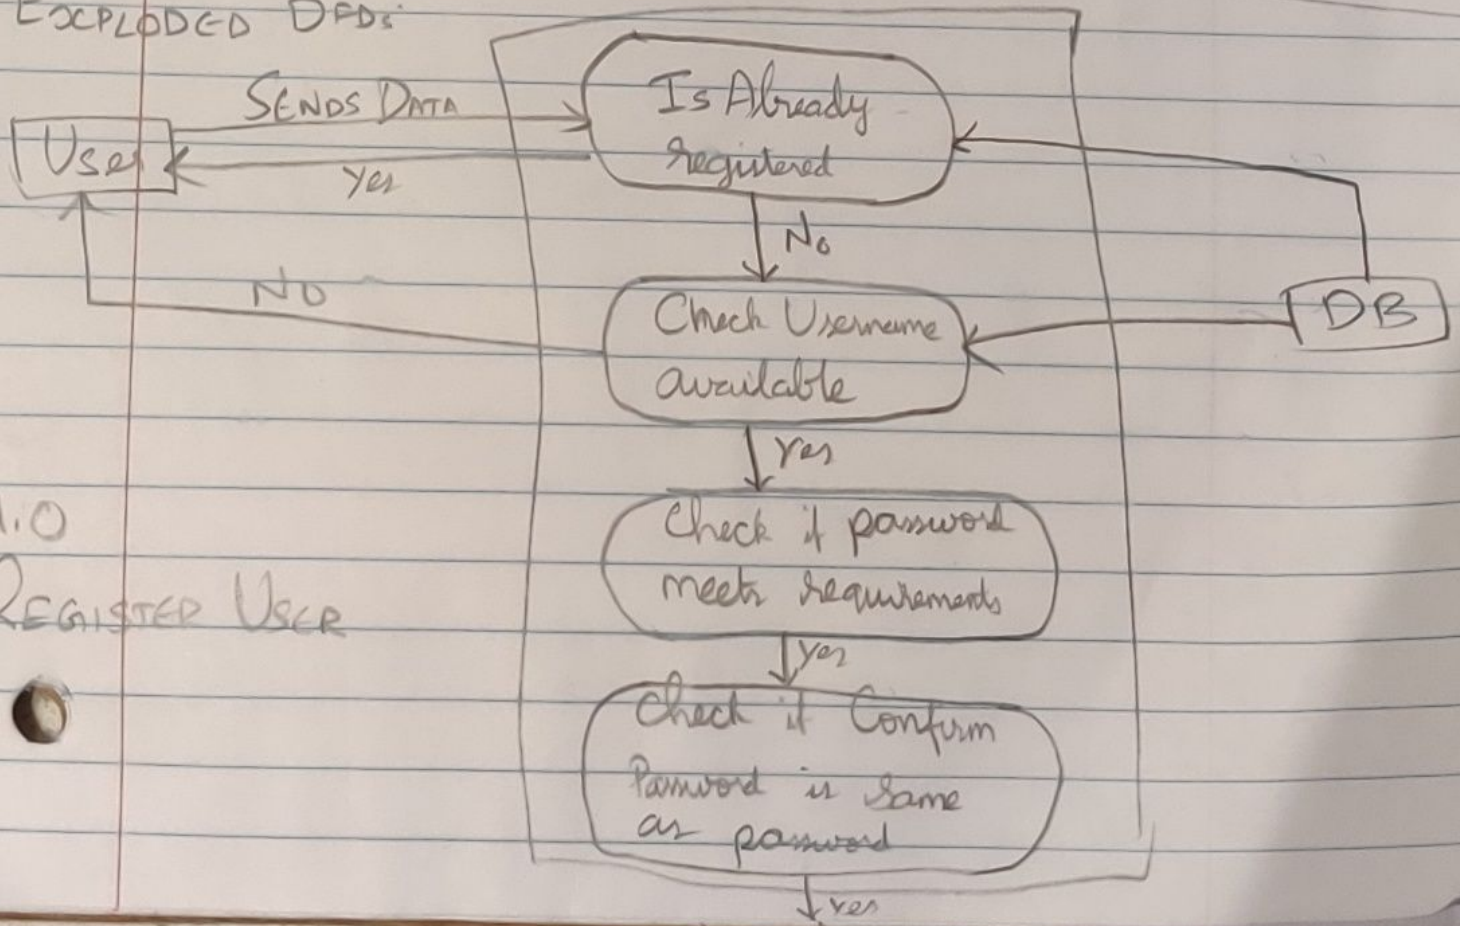 EXPLODED DFDs
SENDS DATA
Is Already
registered
User
Yes
No
No
DB
Check Username
available
Yes
1.0
REGISTER USER
Check if password
meets requirements
Yes
Check if Confirm
Password is same
as password
Yes